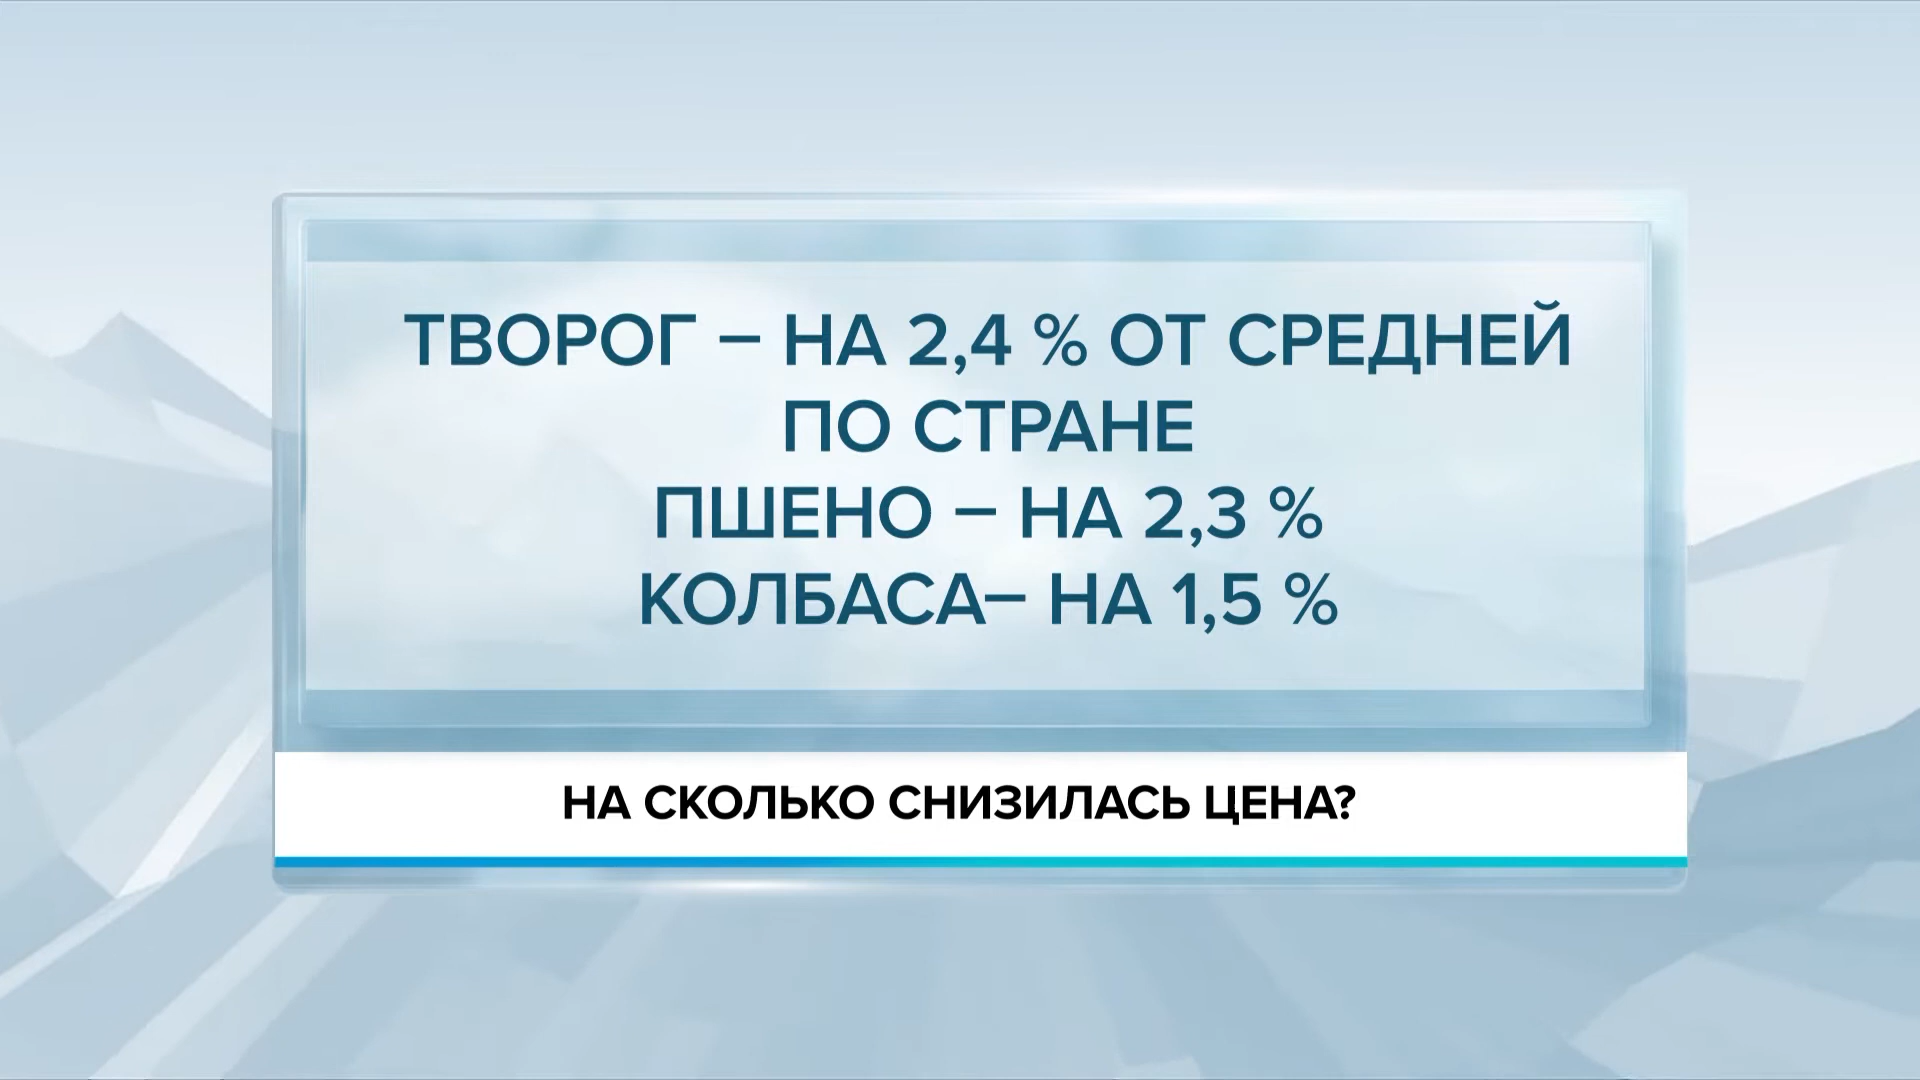 ТВОРОГ – НА 2,4 % ОТ СРЕДНЕЙ
ПО СТРАНЕ
ПШЕНО – НА 2,3 %
КОЛБАСА– НА 1,5 %
НА СКОЛЬКО СНИЗИЛАСЬ ЦЕНА?